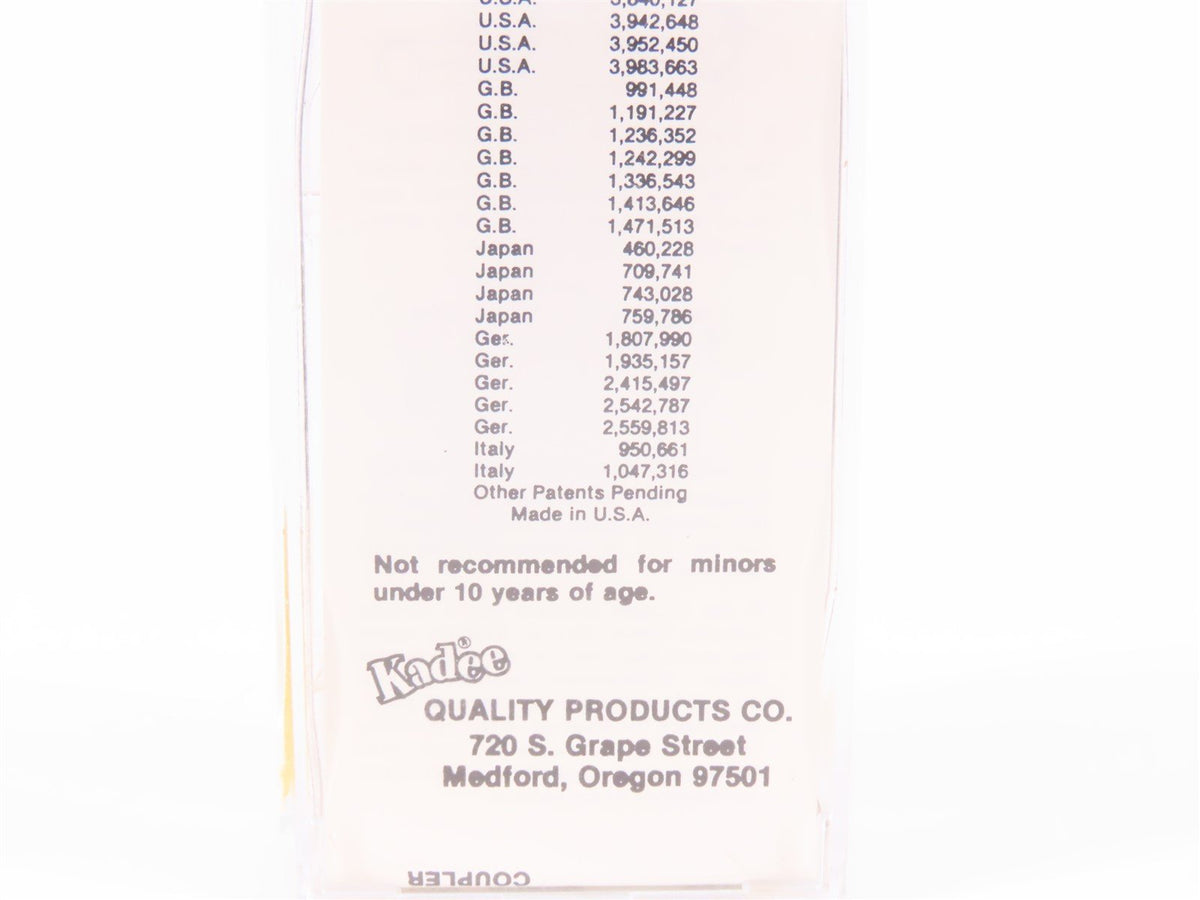 U.S.A. 3,840,127
U.S.A. 3,942,648
U.S.A. 3,952,450
U.S.A. 3,983,663
G.B. 991,448
G.B. 1,191,227
G.B. 1,236,352
G.B. 1,242,299
G.B. 1,336,543
G.B. 1,413,646
G.B. 1,471,513
Japan 460,228
Japan 709,741
Japan 743,028
Japan 759,786
Ger. 1,807,990
Ger. 1,935,157
Ger. 2,415,497
Ger. 2,542,787
Ger. 2,559,813
Italy 950,661
Italy 1,047,316
Other Patents Pending
Made in U.S.A.
Not recommended for minors
under 10 years of age.
Kadee®
QUALITY PRODUCTS CO.
720 S. Grape Street
Medford, Oregon 97501
COUPLER